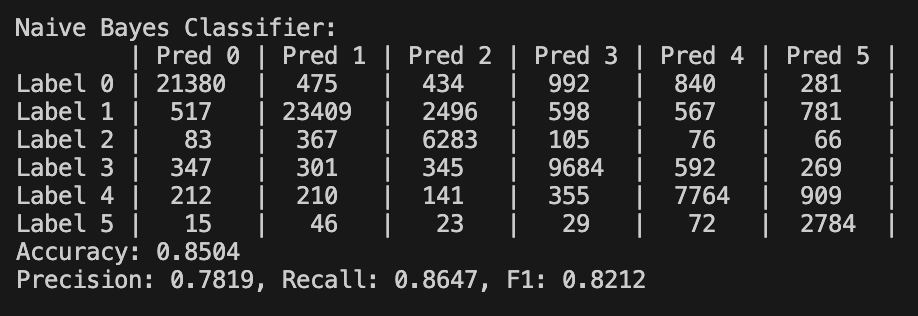 Naive Bayes Classifier:
         | Pred 0 | Pred 1 | Pred 2 | Pred 3 | Pred 4 | Pred 5 |
Label 0 | 21380 | 475 | 434 | 992 | 840 | 281 |
Label 1 | 517 | 23409 | 2496 | 598 | 567 | 781 |
Label 2 | 83 | 367 | 6283 | 105 | 76 | 66 |
Label 3 | 347 | 301 | 345 | 9684 | 592 | 269 |
Label 4 | 212 | 210 | 141 | 355 | 7764 | 909 |
Label 5 | 15 | 46 | 23 | 29 | 72 | 2784 |
Accuracy: 0.8504
Precision: 0.7819, Recall: 0.8647, F1: 0.8212